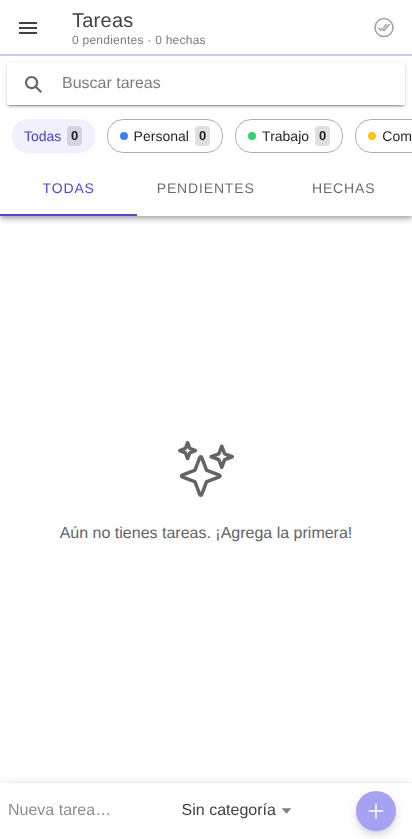 Tareas
0 pendientes · 0 hechas
Buscar tareas
Todas 0 Personal 0 Trabajo 0 Com
TODAS PENDIENTES HECHAS
Aún no tienes tareas. ¡Agrega la primera!
Nueva tarea… Sin categoría